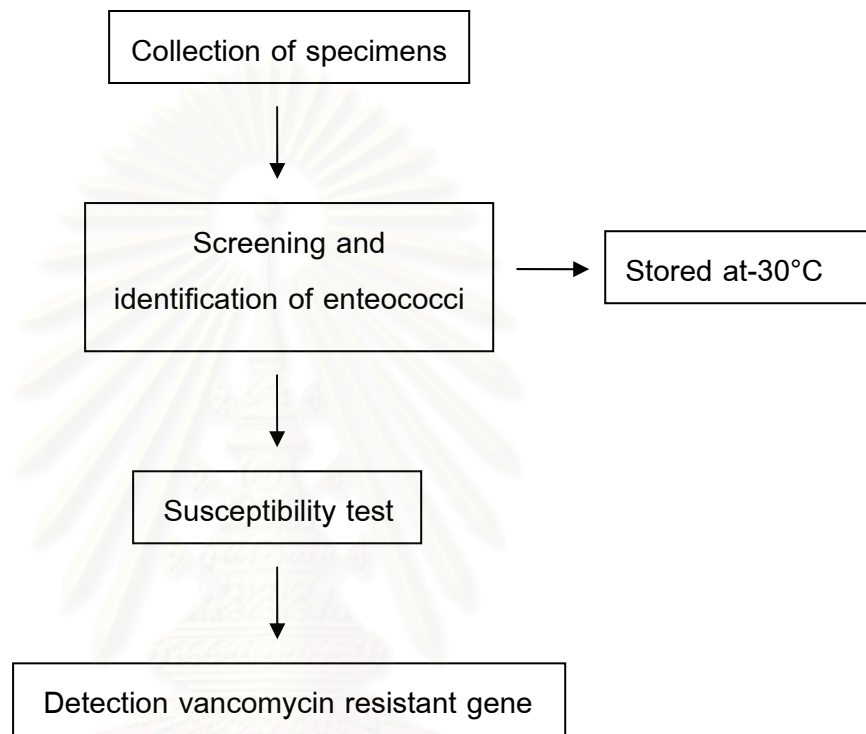 Collection of specimens
Screening and
identification of enteococci
Stored at-30°C
Susceptibility test
Detection vancomycin resistant gene